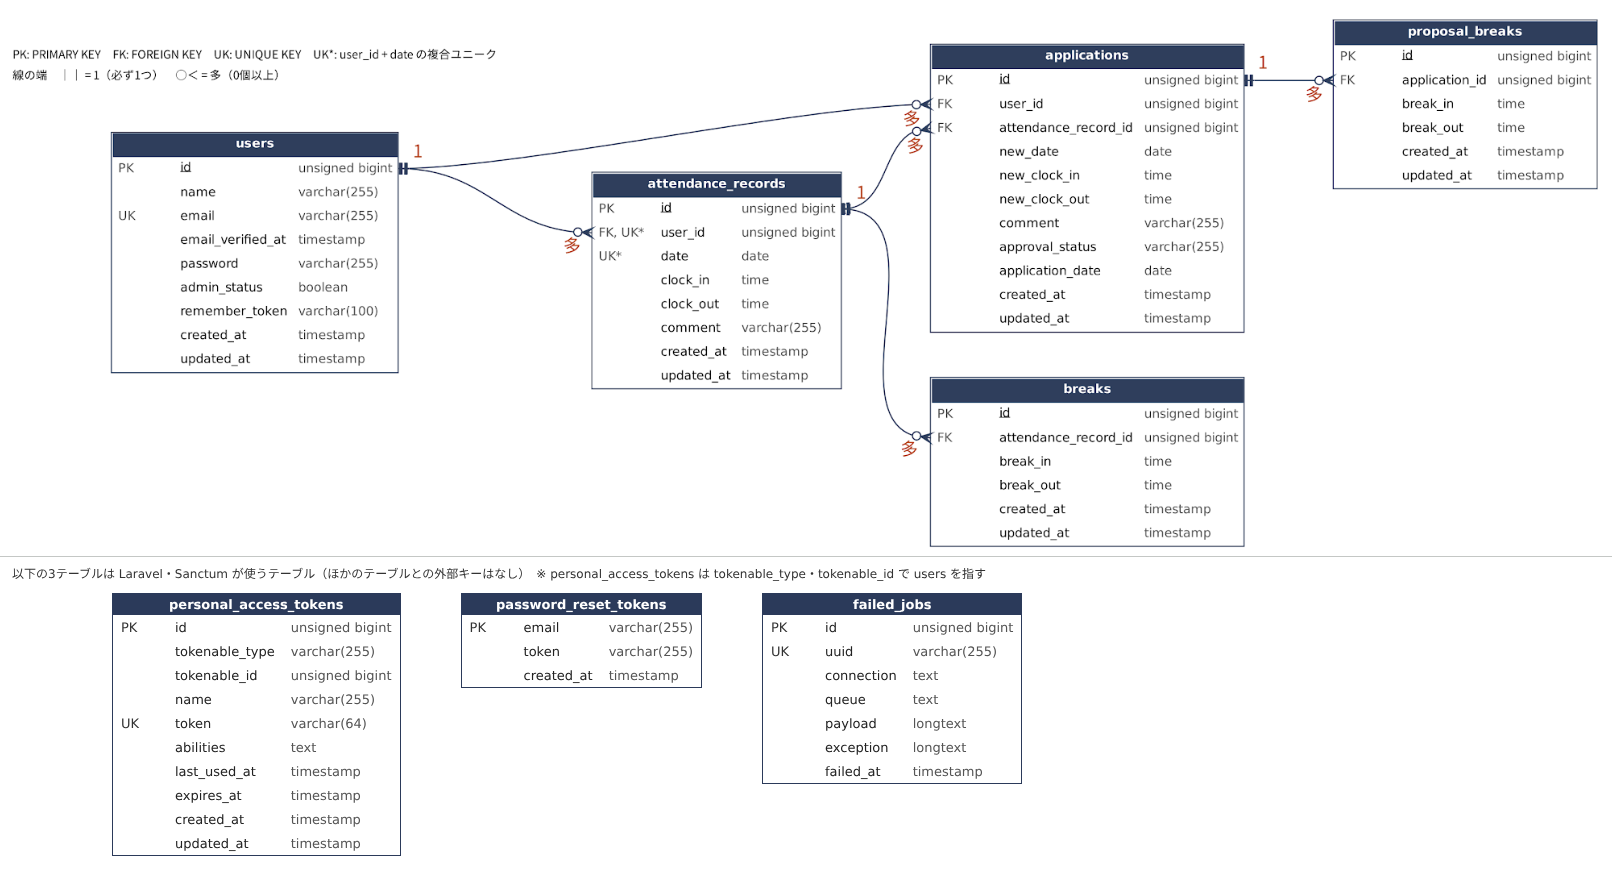 PK: PRIMARY KEY FK: FOREIGN KEY UK: UNIQUE KEY UK*: user_id + date の複合ユニーク
線の端 ｜｜ = 1（必ず1つ） ○＜ = 多（0個以上）
users
PK id unsigned bigint
name varchar(255)
UK email varchar(255)
email_verified_at timestamp
password varchar(255)
admin_status boolean
remember_token varchar(100)
created_at timestamp
updated_at timestamp
1
多
attendance_records
PK id unsigned bigint
FK, UK* user_id unsigned bigint
UK* date date
clock_in time
clock_out time
comment varchar(255)
created_at timestamp
updated_at timestamp
1
多
多
多
applications
PK id unsigned bigint
FK user_id unsigned bigint
FK attendance_record_id unsigned bigint
new_date date
new_clock_in time
new_clock_out time
comment varchar(255)
approval_status varchar(255)
application_date date
created_at timestamp
updated_at timestamp
1
多
proposal_breaks
PK id unsigned bigint
FK application_id unsigned bigint
break_in time
break_out time
created_at timestamp
updated_at timestamp
breaks
PK id unsigned bigint
FK attendance_record_id unsigned bigint
break_in time
break_out time
created_at timestamp
updated_at timestamp
以下の3テーブルは Laravel・Sanctum が使うテーブル（ほかのテーブルとの外部キーはなし） ※ personal_access_tokens は tokenable_type・tokenable_id で users を指す
personal_access_tokens
PK id unsigned bigint
tokenable_type varchar(255)
tokenable_id unsigned bigint
name varchar(255)
UK token varchar(64)
abilities text
last_used_at timestamp
expires_at timestamp
created_at timestamp
updated_at timestamp
password_reset_tokens
PK email varchar(255)
token varchar(255)
created_at timestamp
failed_jobs
PK id unsigned bigint
UK uuid varchar(255)
connection text
queue text
payload longtext
exception longtext
failed_at timestamp